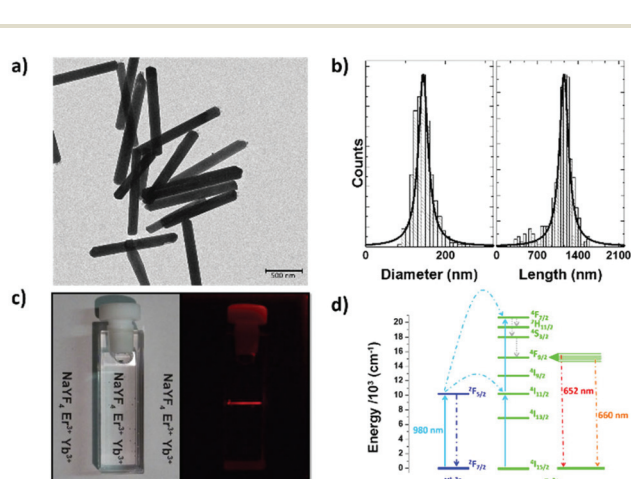 a)
500 nm
b)
Counts
0
200
0
700
1400
2100
Diameter (nm)
Length (nm)
c)
NaYF₄ Er³⁺ Yb³⁺
NaYF₄ Er³⁺ Yb³⁺
NaYF₄ Er³⁺ Yb³⁺
d)
Energy /10³ (cm⁻¹)
20
18
16
14
12
10
8
6
4
2
0
980 nm
²F₅/₂
²F₇/₂
⁴F₇/₂
²H₁₁/₂
⁴S₃/₂
⁴F₉/₂
⁴I₉/₂
⁴I₁₁/₂
⁴I₁₃/₂
⁴I₁₅/₂
652 nm
660 nm